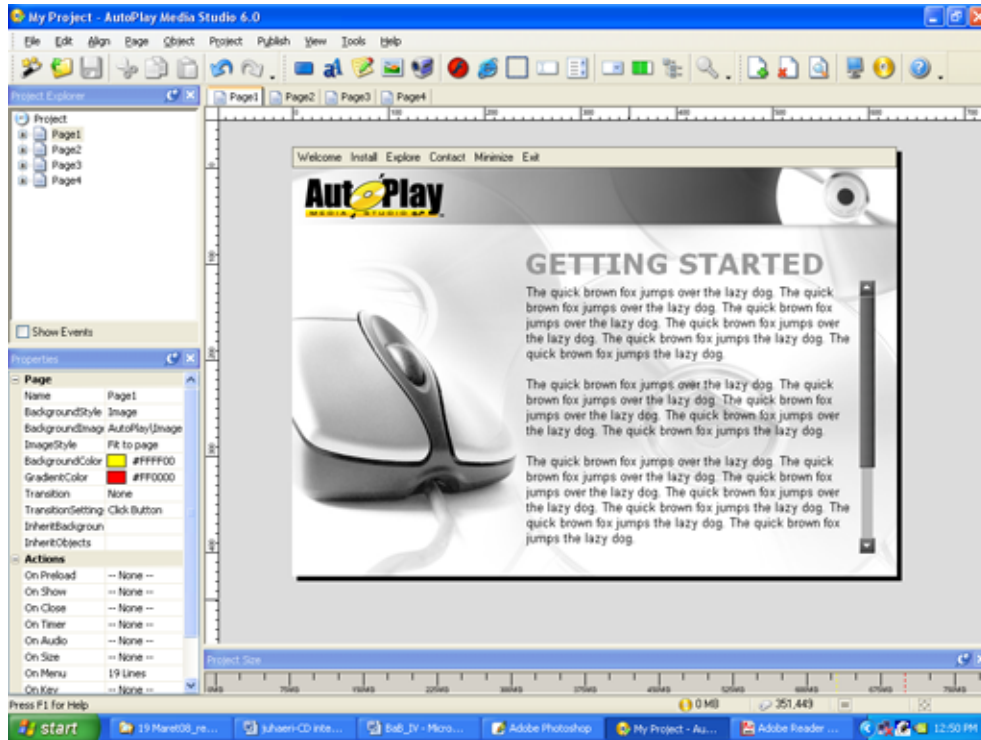 My Project - AutoPlay Media Studio 6.0
File Edit Align Page Object Project Publish View Tools Help
Project Explorer
Page1 Page2 Page3 Page4
Project
Page1
Page2
Page3
Page4
Show Events
Welcome Install Explore Contact Minimize Exit
AutoPlay
MEDIA STUDIO
GETTING STARTED
The quick brown fox jumps over the lazy dog. The quick
brown fox jumps over the lazy dog. The quick brown fox
jumps over the lazy dog. The quick brown fox jumps over
the lazy dog. The quick brown fox jumps the lazy dog. The
quick brown fox jumps the lazy dog.
The quick brown fox jumps over the lazy dog. The quick
brown fox jumps over the lazy dog. The quick brown fox
jumps over the lazy dog. The quick brown fox jumps over
the lazy dog. The quick brown fox jumps the lazy dog.
The quick brown fox jumps over the lazy dog. The quick
brown fox jumps over the lazy dog. The quick brown fox
jumps over the lazy dog. The quick brown fox jumps over
the lazy dog. The quick brown fox jumps the lazy dog. The
quick brown fox jumps the lazy dog. The quick brown fox
jumps the lazy dog.
Properties
Page
Name Page1
BackgroundStyle Image
BackgroundImag AutoPlay\Image
ImageStyle Fit to page
BackgroundColor #FFFF00
GradientColor #FF0000
Transition None
TransitionSetting Click Button
InheritBackgroun
InheritObjects
Actions
On Preload -- None --
On Show -- None --
On Close -- None --
On Timer -- None --
On Audio -- None --
On Size -- None --
On Menu 19 Lines
On Key -- None --
Project Size
Press F1 for Help
0 MB 351,449
start 19 Maret08_re... juhaeri-CD inte... BaB_IV - Micro... Adobe Photoshop My Project - Au... Adobe Reader ... 12:50 PM